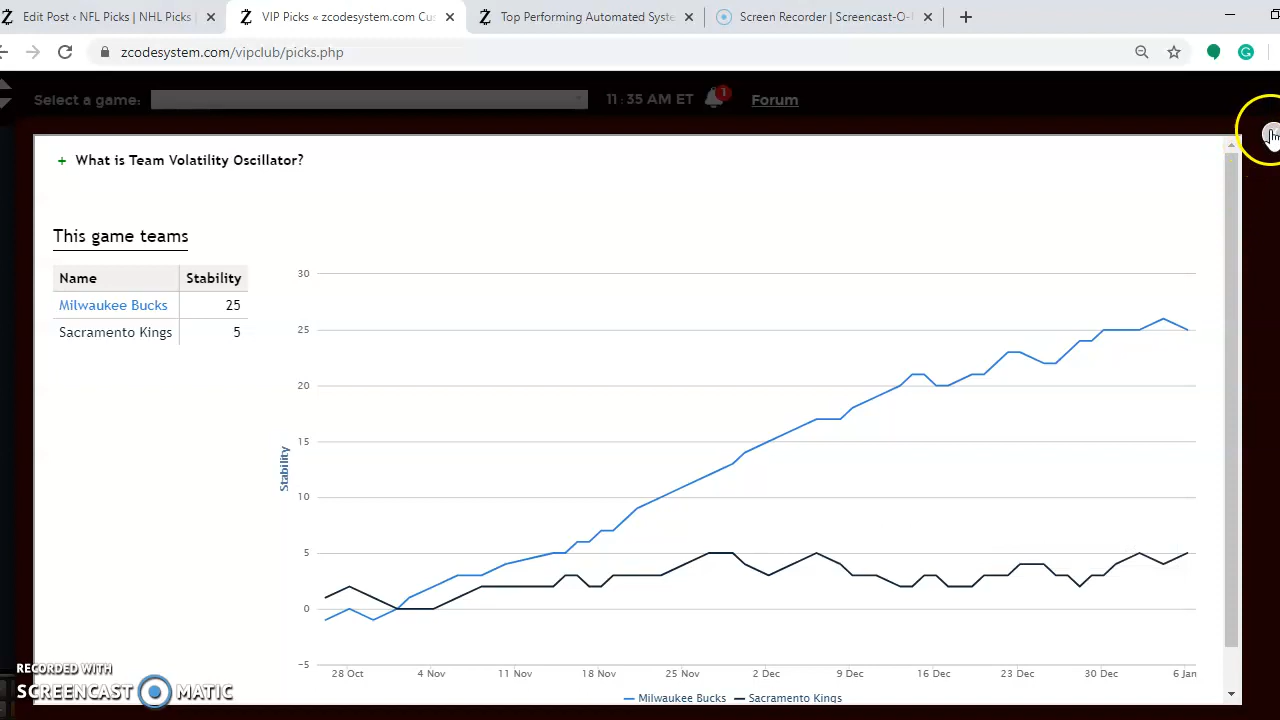 Edit Post ‹ NFL Picks | NHL Picks
VIP Picks « zcodesystem.com Cu
Top Performing Automated Syste
Screen Recorder | Screencast-O-
zcodesystem.com/vipclub/picks.php
Select a game:
11:35 AM ET
1
Forum
+ What is Team Volatility Oscillator?
This game teams
Name Stability
Milwaukee Bucks 25
Sacramento Kings 5
Stability
30
25
20
15
10
5
0
-5
28 Oct 4 Nov 11 Nov 18 Nov 25 Nov 2 Dec 9 Dec 16 Dec 23 Dec 30 Dec 6 Jan
Milwaukee Bucks Sacramento Kings
RECORDED WITH
SCREENCAST MATIC